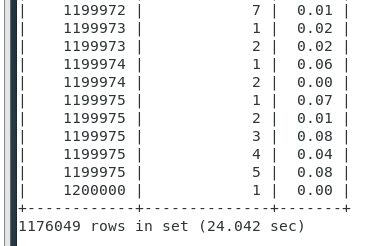 |    1199972 |            7 |  0.01 |
|    1199973 |            1 |  0.02 |
|    1199973 |            2 |  0.02 |
|    1199974 |            1 |  0.06 |
|    1199974 |            2 |  0.00 |
|    1199975 |            1 |  0.07 |
|    1199975 |            2 |  0.01 |
|    1199975 |            3 |  0.08 |
|    1199975 |            4 |  0.04 |
|    1199975 |            5 |  0.08 |
|    1200000 |            1 |  0.00 |
+------------+--------------+-------+
1176049 rows in set (24.042 sec)